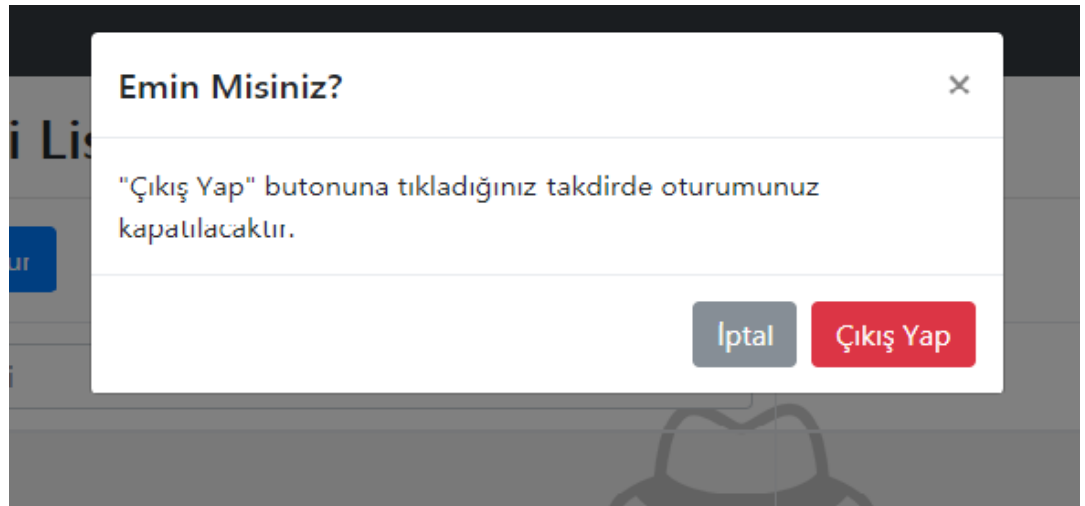 Emin Misiniz?
×
"Çıkış Yap" butonuna tıkladığınız takdirde oturumunuz
kapatılacaktır.
İptal
Çıkış Yap